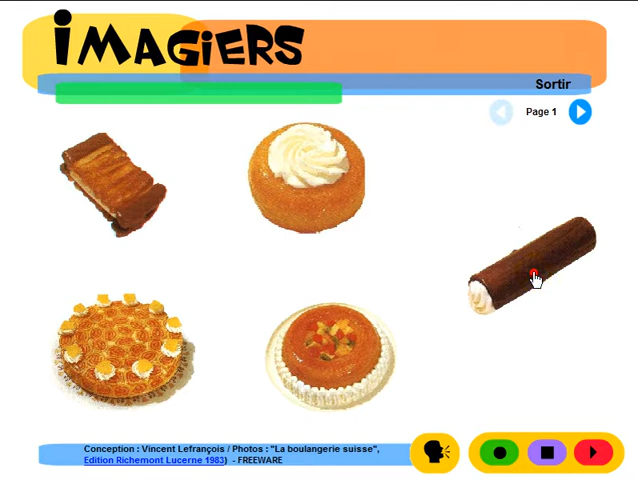 iMAGiERS
Sortir
Page 1
Conception : Vincent Lefrançois / Photos : "La boulangerie suisse",
Edition Richemont Lucerne 1983) - FREEWARE